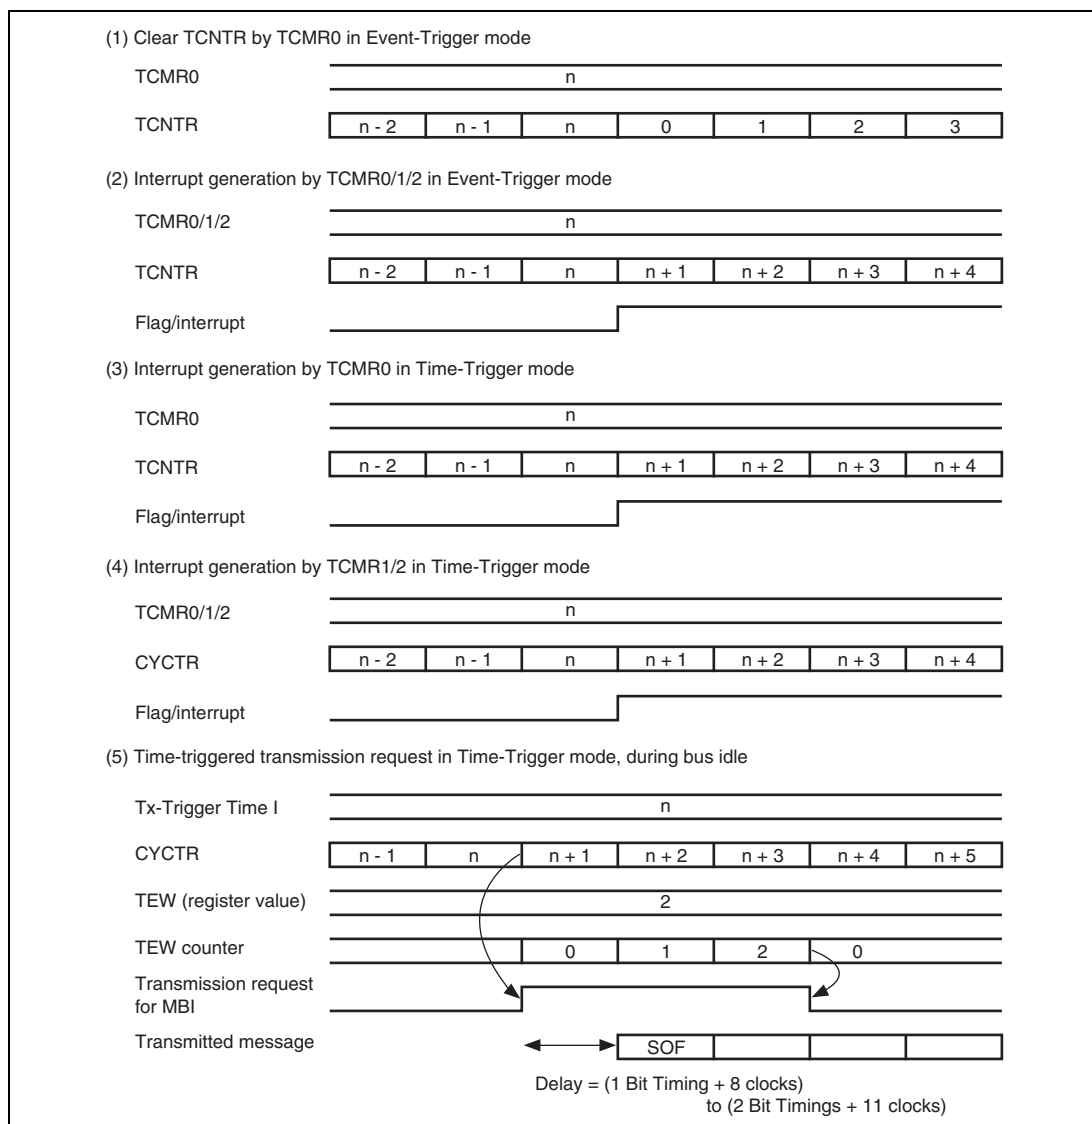 (1) Clear TCNTR by TCMR0 in Event-Trigger mode
TCMR0 n
TCNTR n - 2 n - 1 n 0 1 2 3
(2) Interrupt generation by TCMR0/1/2 in Event-Trigger mode
TCMR0/1/2 n
TCNTR n - 2 n - 1 n n + 1 n + 2 n + 3 n + 4
Flag/interrupt
(3) Interrupt generation by TCMR0 in Time-Trigger mode
TCMR0 n
TCNTR n - 2 n - 1 n n + 1 n + 2 n + 3 n + 4
Flag/interrupt
(4) Interrupt generation by TCMR1/2 in Time-Trigger mode
TCMR0/1/2 n
CYCTR n - 2 n - 1 n n + 1 n + 2 n + 3 n + 4
Flag/interrupt
(5) Time-triggered transmission request in Time-Trigger mode, during bus idle
Tx-Trigger Time I n
CYCTR n - 1 n n + 1 n + 2 n + 3 n + 4 n + 5
TEW (register value) 2
TEW counter 0 1 2 0
Transmission request
for MBI
Transmitted message SOF
Delay = (1 Bit Timing + 8 clocks)
to (2 Bit Timings + 11 clocks)